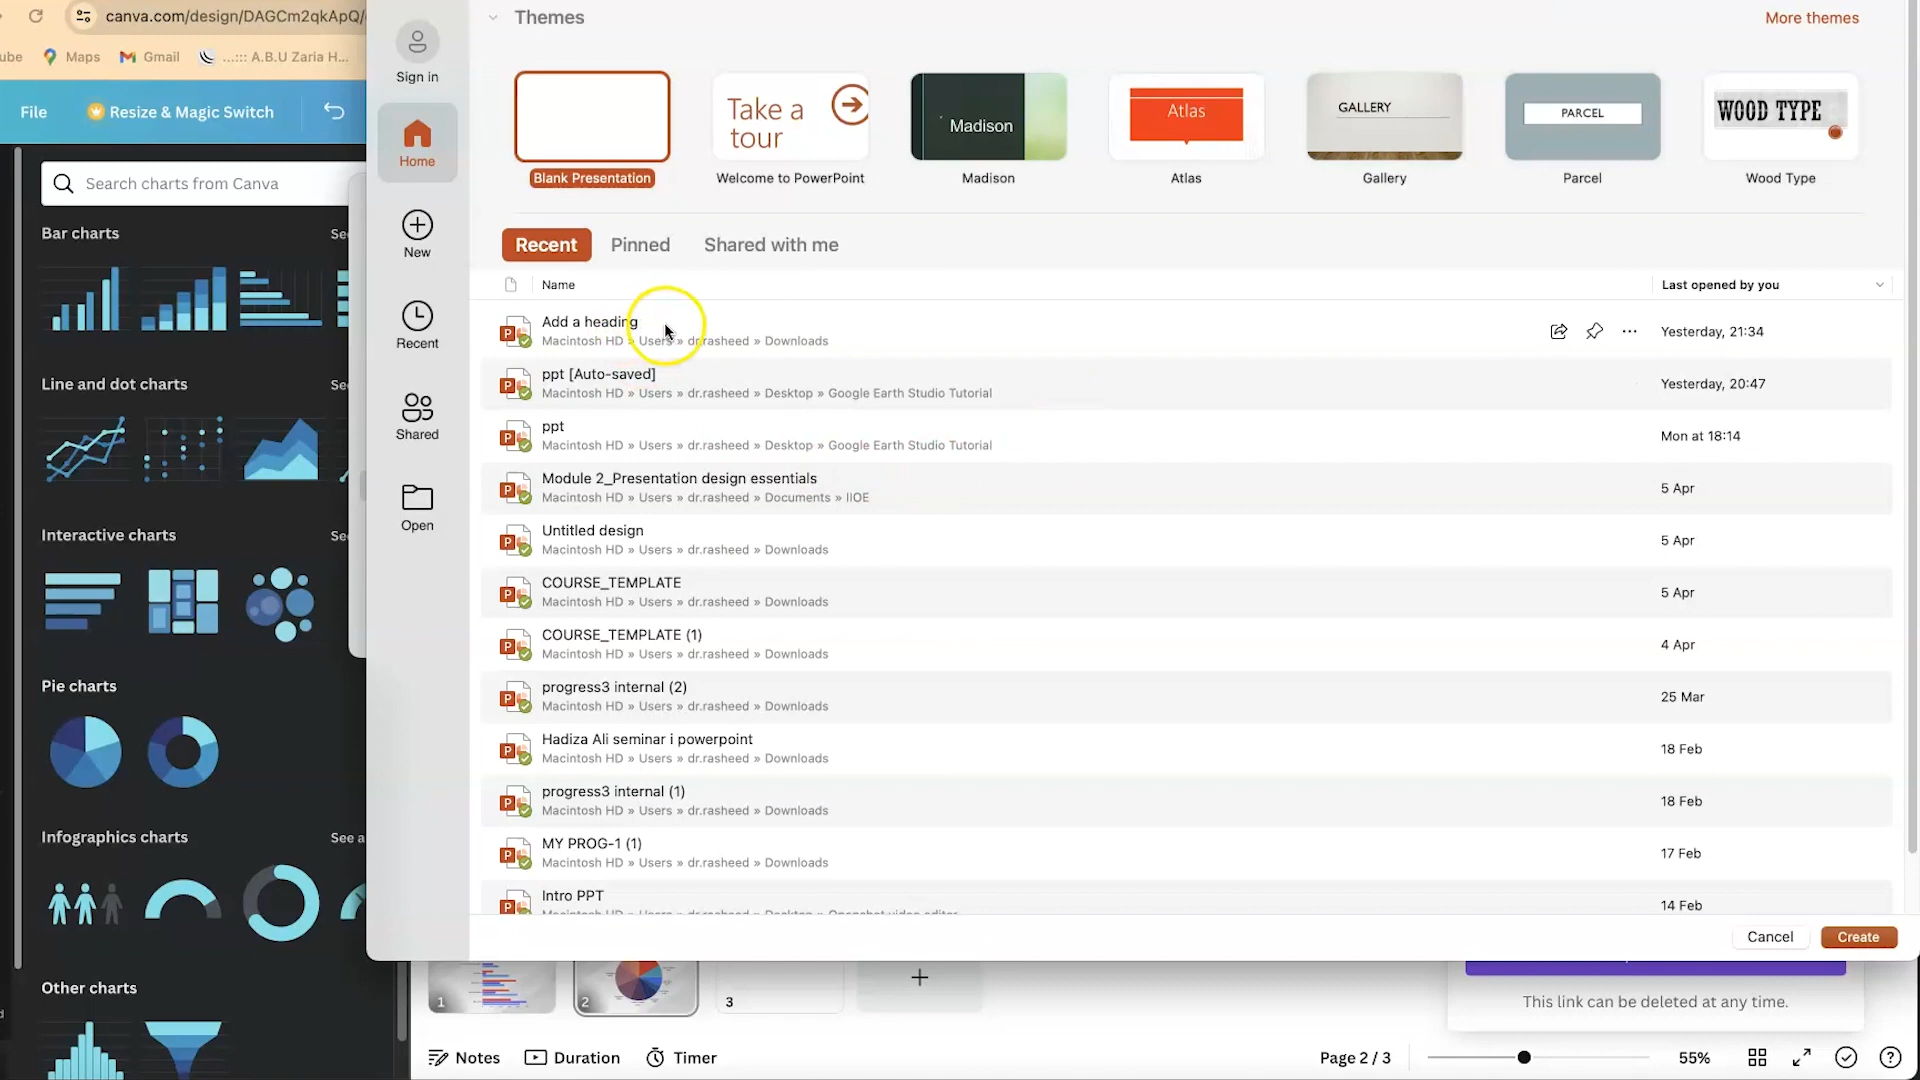 canva.com/design/DAGCm2qkApQ/
ube
Maps
Gmail
...::: A.B.U Zaria H...
File
Resize & Magic Switch
Search charts from Canva
Bar charts
Line and dot charts
Interactive charts
Pie charts
Infographics charts
See a
Other charts
Sign in
Home
New
Recent
Shared
Open
Themes
More themes
Take a
tour
Madison
Atlas
GALLERY
PARCEL
WOOD TYPE
Blank Presentation
Welcome to PowerPoint
Madison
Atlas
Gallery
Parcel
Wood Type
Recent
Pinned
Shared with me
Name
Last opened by you
Add a heading
Macintosh HD » Users » dr.rasheed » Downloads
Yesterday, 21:34
ppt [Auto-saved]
Macintosh HD » Users » dr.rasheed » Desktop » Google Earth Studio Tutorial
Yesterday, 20:47
ppt
Macintosh HD » Users » dr.rasheed » Desktop » Google Earth Studio Tutorial
Mon at 18:14
Module 2_Presentation design essentials
Macintosh HD » Users » dr.rasheed » Documents » IIOE
5 Apr
Untitled design
Macintosh HD » Users » dr.rasheed » Downloads
5 Apr
COURSE_TEMPLATE
Macintosh HD » Users » dr.rasheed » Downloads
5 Apr
COURSE_TEMPLATE (1)
Macintosh HD » Users » dr.rasheed » Downloads
4 Apr
progress3 internal (2)
Macintosh HD » Users » dr.rasheed » Downloads
25 Mar
Hadiza Ali seminar i powerpoint
Macintosh HD » Users » dr.rasheed » Downloads
18 Feb
progress3 internal (1)
Macintosh HD » Users » dr.rasheed » Downloads
18 Feb
MY PROG-1 (1)
Macintosh HD » Users » dr.rasheed » Downloads
17 Feb
Intro PPT
Macintosh HD » Users » dr.rasheed » Desktop » Openshot video editor
14 Feb
Cancel
Create
1
2
3
This link can be deleted at any time.
Notes
Duration
Timer
Page 2 / 3
55%